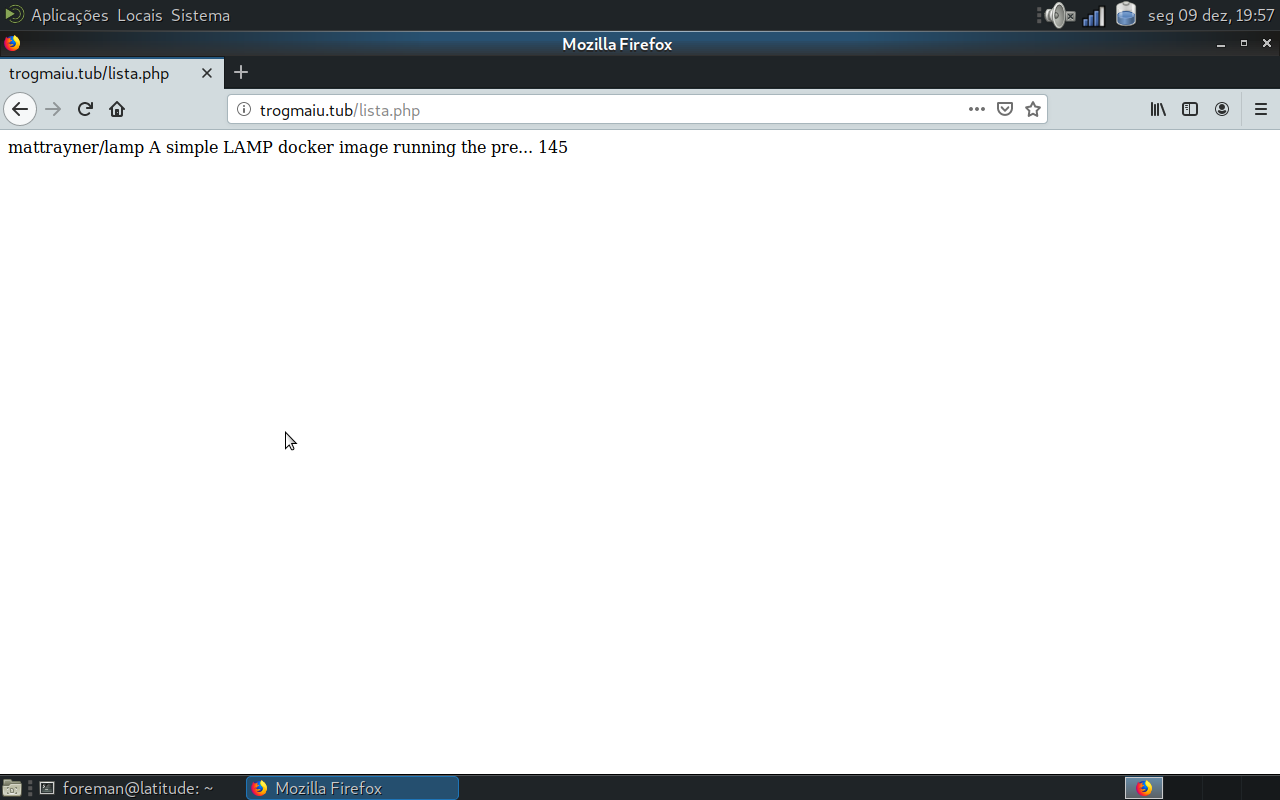 Aplicações Locais Sistema
seg 09 dez, 19:57
Mozilla Firefox
trogmaiu.tub/lista.php
trogmaiu.tub/lista.php
mattrayner/lamp A simple LAMP docker image running the pre... 145
foreman@latitude: ~
Mozilla Firefox